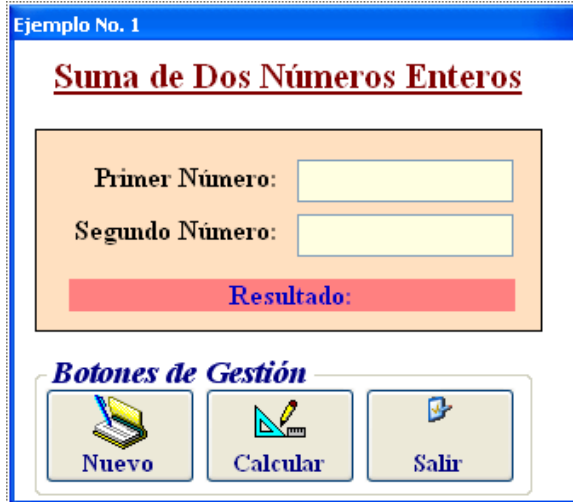 Ejemplo No. 1
Suma de Dos Números Enteros
Primer Número:
Segundo Número:
Resultado:
Botones de Gestión
Nuevo Calcular Salir